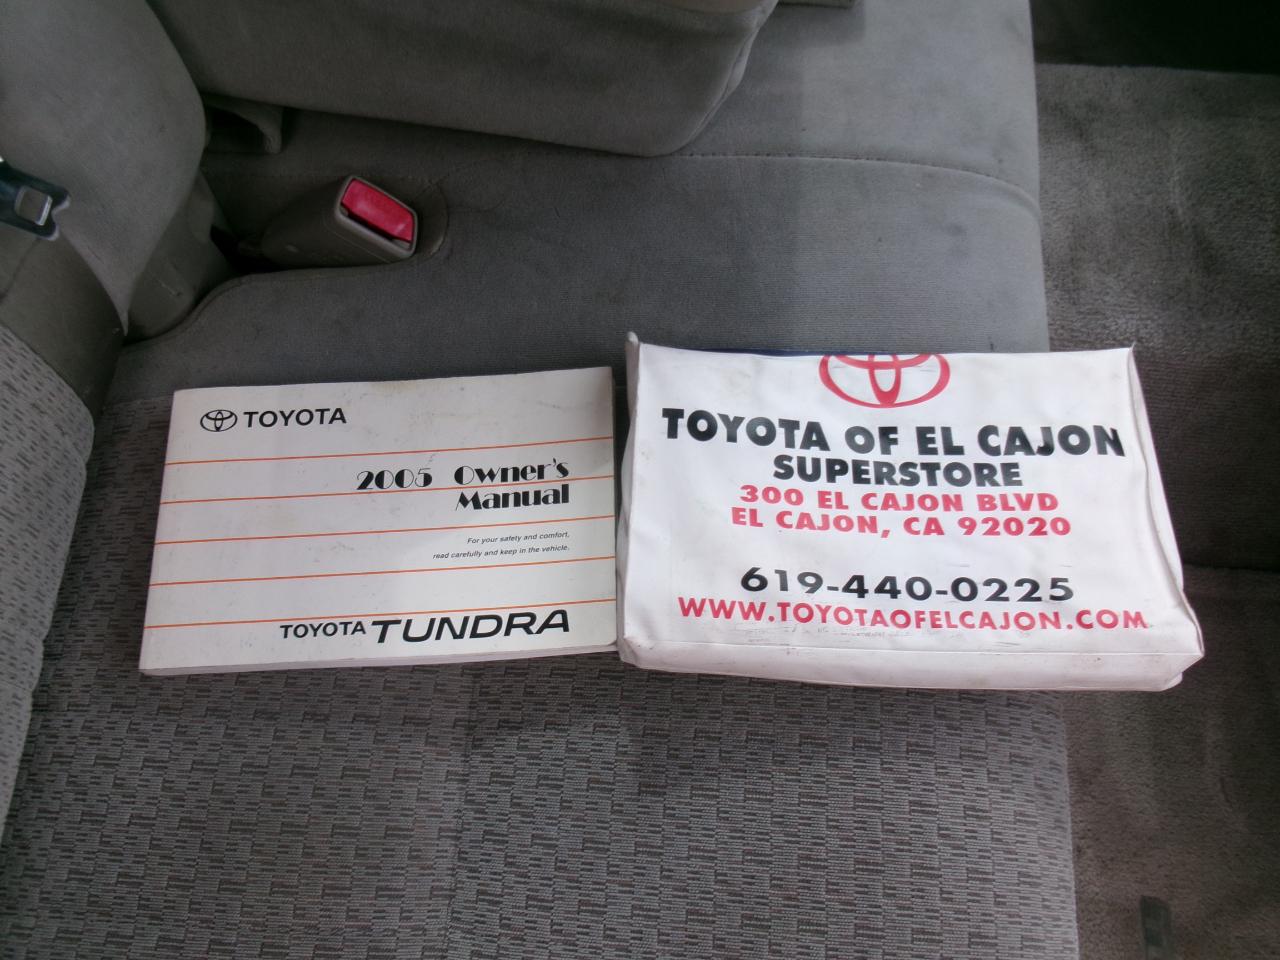 TOYOTA
2005 Owner's
Manual
For your safety and comfort,
read carefully and keep in the vehicle.
TOYOTA TUNDRA
TOYOTA OF EL CAJON
SUPERSTORE
300 EL CAJON BLVD
EL CAJON, CA 92020
619-440-0225
WWW.TOYOTAOFELCAJON.COM